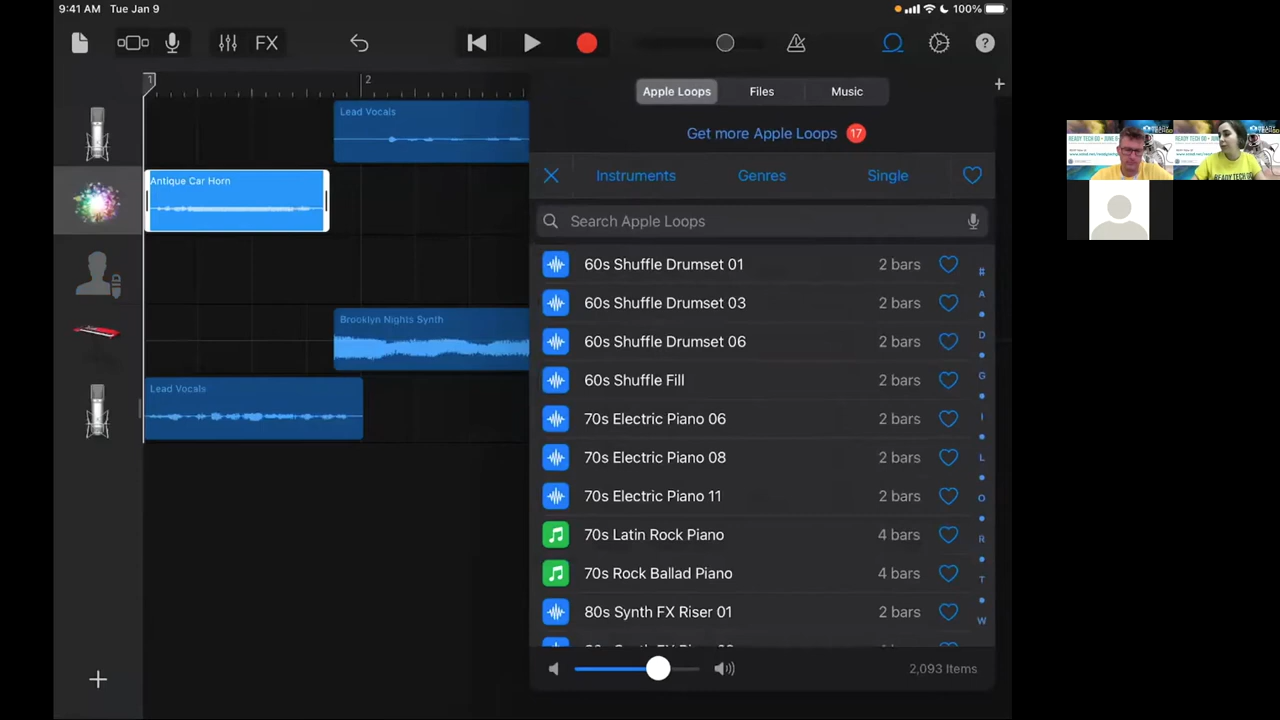 9:41 AM Tue Jan 9
100%
FX
?
1
2
Lead Vocals
Antique Car Horn
Brooklyn Nights Synth
Lead Vocals
Apple Loops
Files
Music
Get more Apple Loops 17
Instruments
Genres
Single
Search Apple Loops
60s Shuffle Drumset 01 2 bars
60s Shuffle Drumset 03 2 bars
60s Shuffle Drumset 06 2 bars
60s Shuffle Fill 2 bars
70s Electric Piano 06 2 bars
70s Electric Piano 08 2 bars
70s Electric Piano 11 2 bars
70s Latin Rock Piano 4 bars
70s Rock Ballad Piano 4 bars
80s Synth FX Riser 01 2 bars
#
A
D
G
I
L
O
R
T
W
2,093 Items